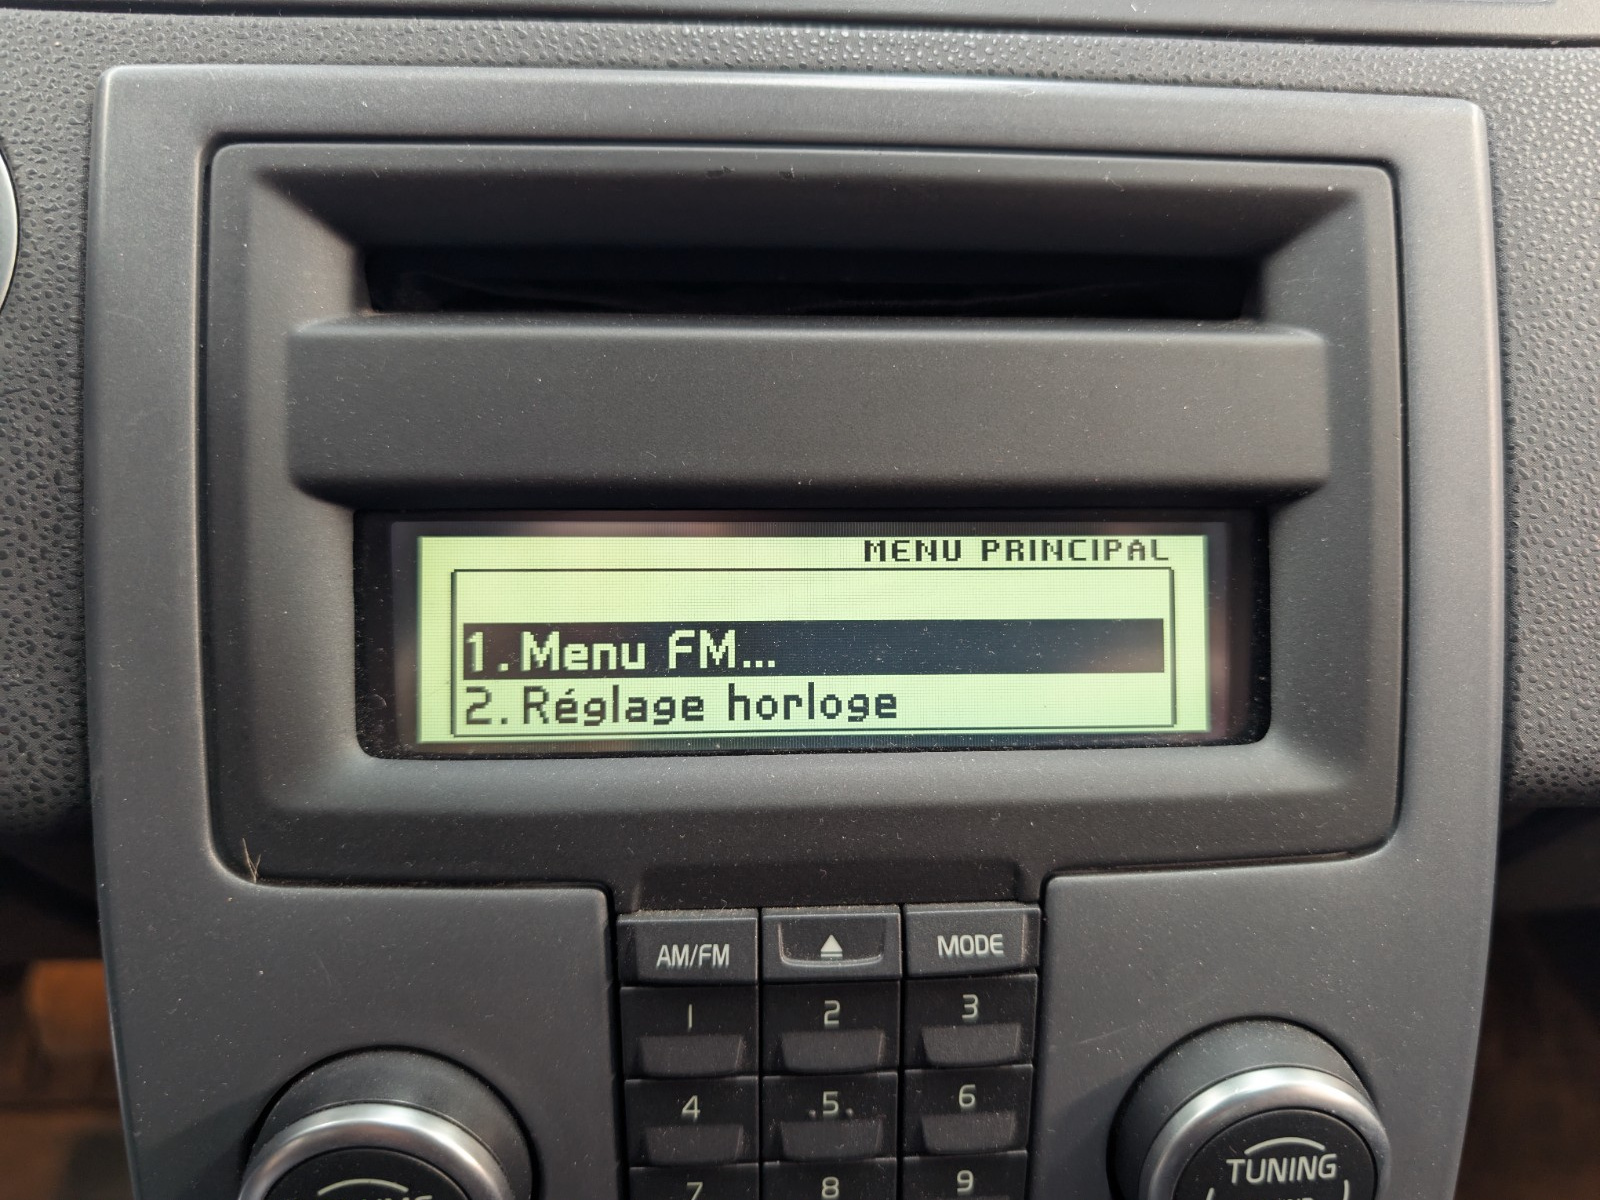 MENU PRINCIPAL
1. Menu FM...
2. Réglage horloge
AM/FM
MODE
1
2
3
4
.5.
6
7
8
9
TUNING